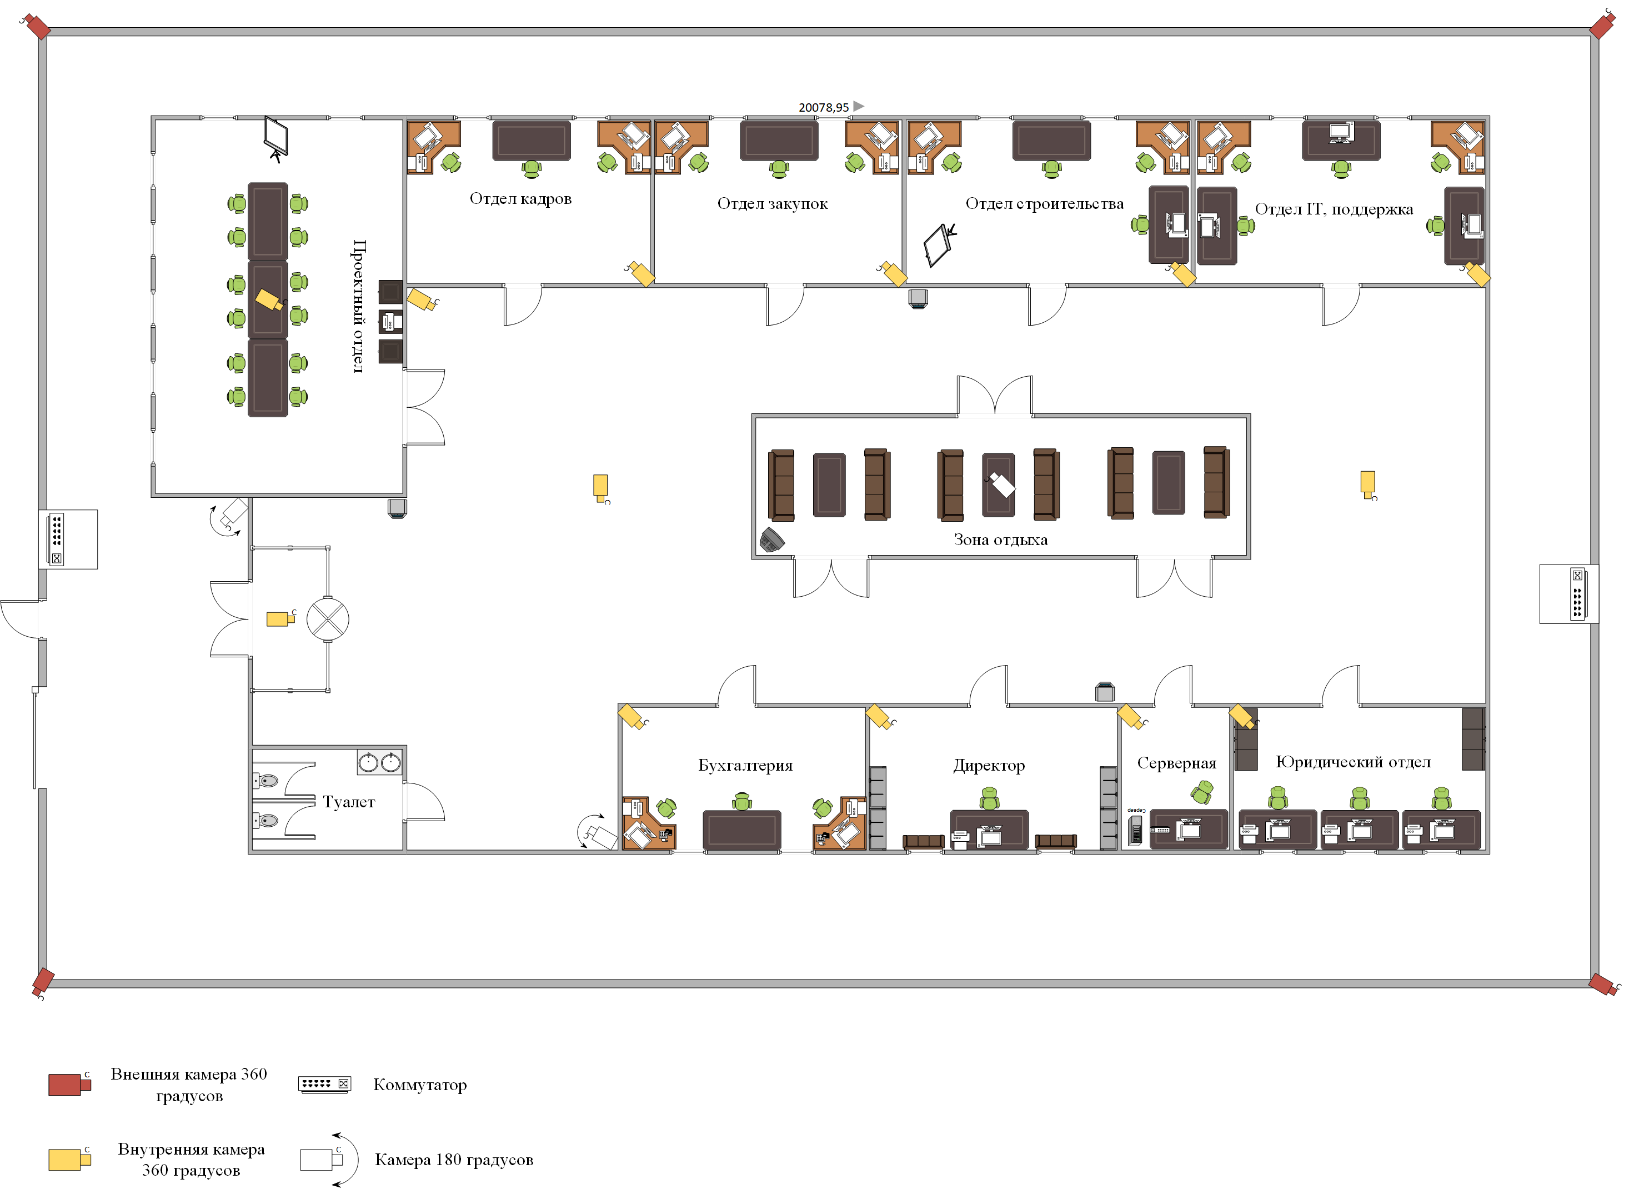 20078,95
Отдел кадров
Отдел закупок
Отдел строительства
Отдел IT, поддержка
Проектный отдел
Зона отдыха
Бухгалтерия
Директор
Серверная
Юридический отдел
Туалет
Внешняя камера 360
градусов
Коммутатор
Внутренняя камера
360 градусов
Камера 180 градусов